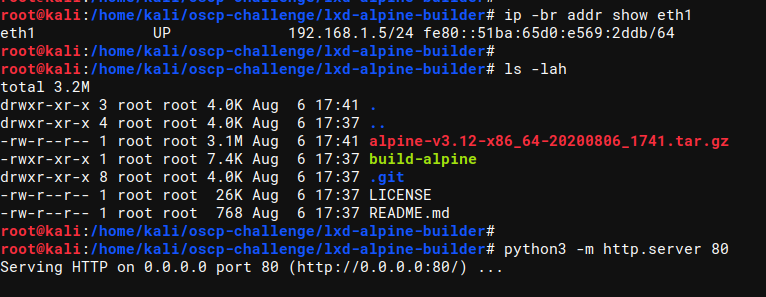 root@kali:/home/kali/oscp-challenge/lxd-alpine-builder# ip -br addr show eth1
eth1             UP             192.168.1.5/24 fe80::51ba:65d0:e569:2ddb/64
root@kali:/home/kali/oscp-challenge/lxd-alpine-builder#
root@kali:/home/kali/oscp-challenge/lxd-alpine-builder# ls -lah
total 3.2M
drwxr-xr-x 3 root root 4.0K Aug  6 17:41 .
drwxr-xr-x 4 root root 4.0K Aug  6 17:37 ..
-rw-r--r-- 1 root root 3.1M Aug  6 17:41 alpine-v3.12-x86_64-20200806_1741.tar.gz
-rwxr-xr-x 1 root root 7.4K Aug  6 17:37 build-alpine
drwxr-xr-x 8 root root 4.0K Aug  6 17:37 .git
-rw-r--r-- 1 root root  26K Aug  6 17:37 LICENSE
-rw-r--r-- 1 root root  768 Aug  6 17:37 README.md
root@kali:/home/kali/oscp-challenge/lxd-alpine-builder#
root@kali:/home/kali/oscp-challenge/lxd-alpine-builder# python3 -m http.server 80
Serving HTTP on 0.0.0.0 port 80 (http://0.0.0.0:80/) ...